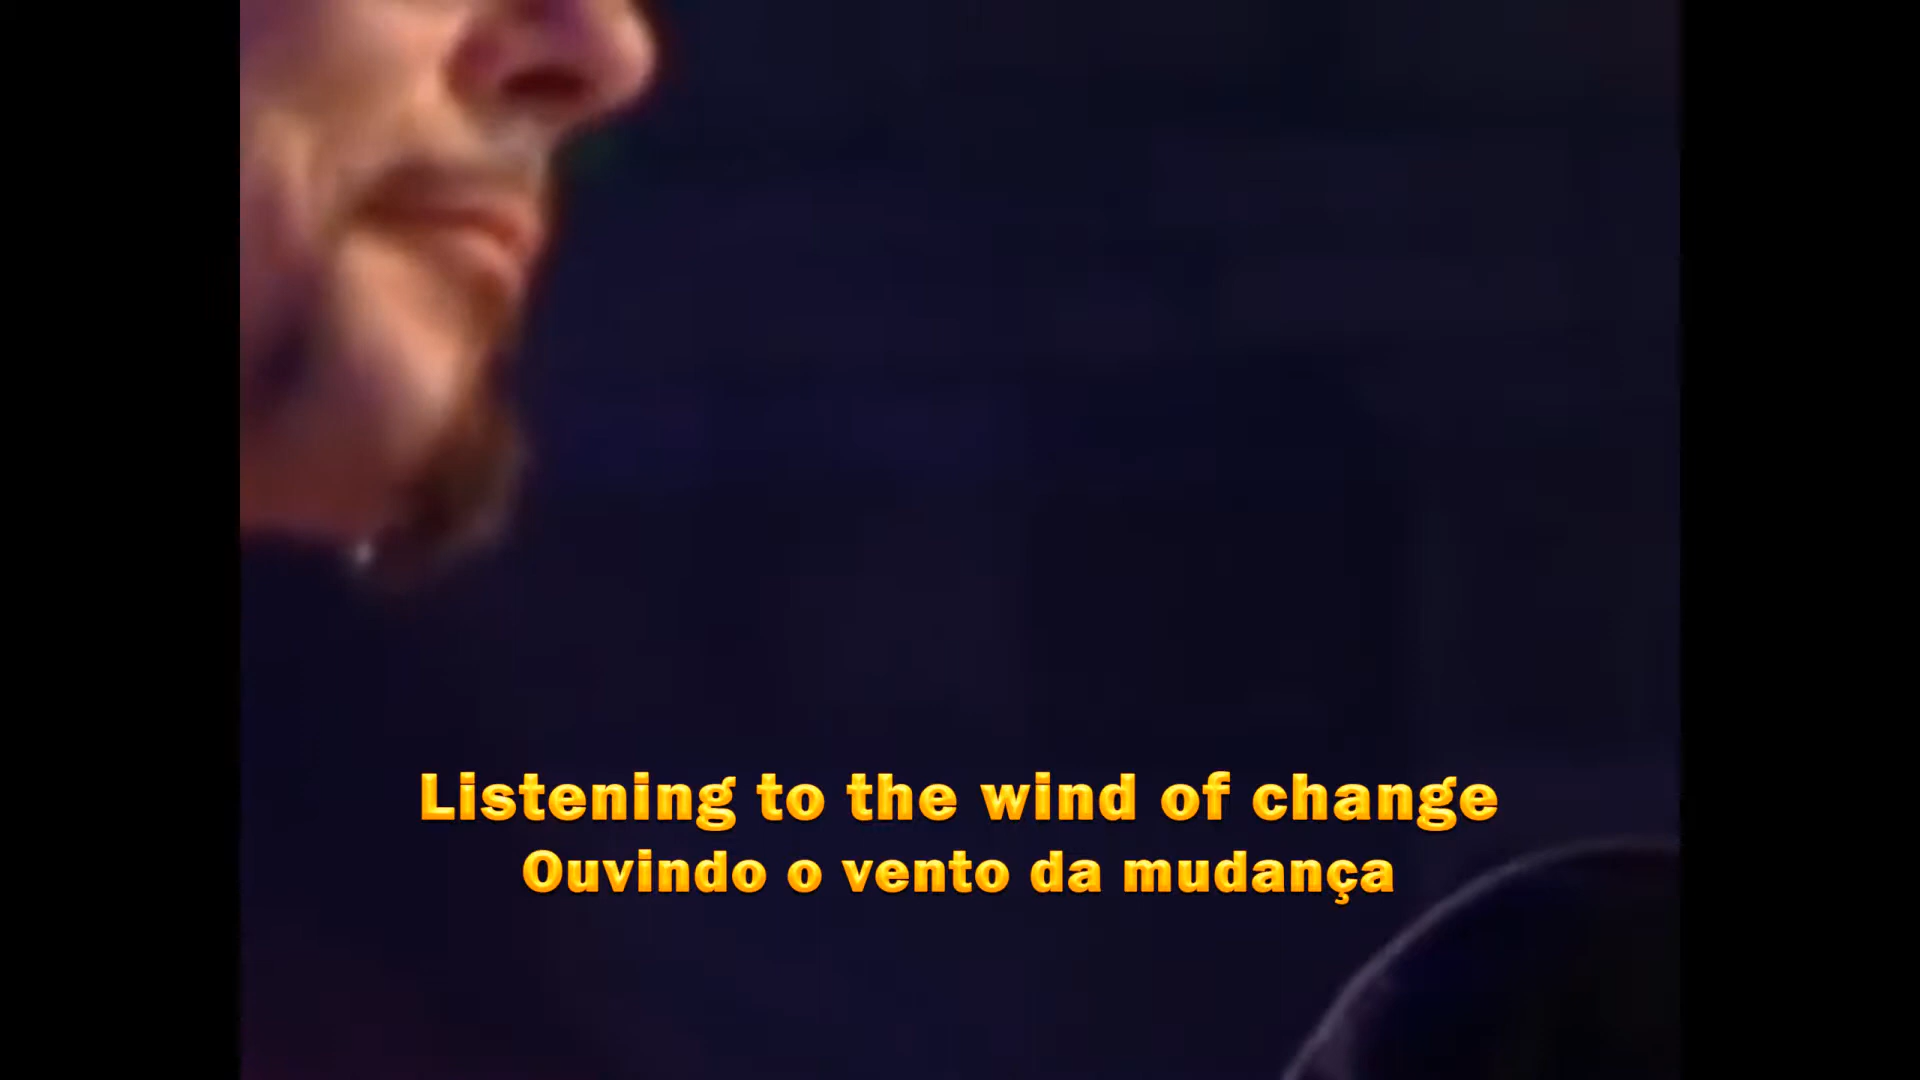 Listening to the wind of change
Ouvindo o vento da mudança